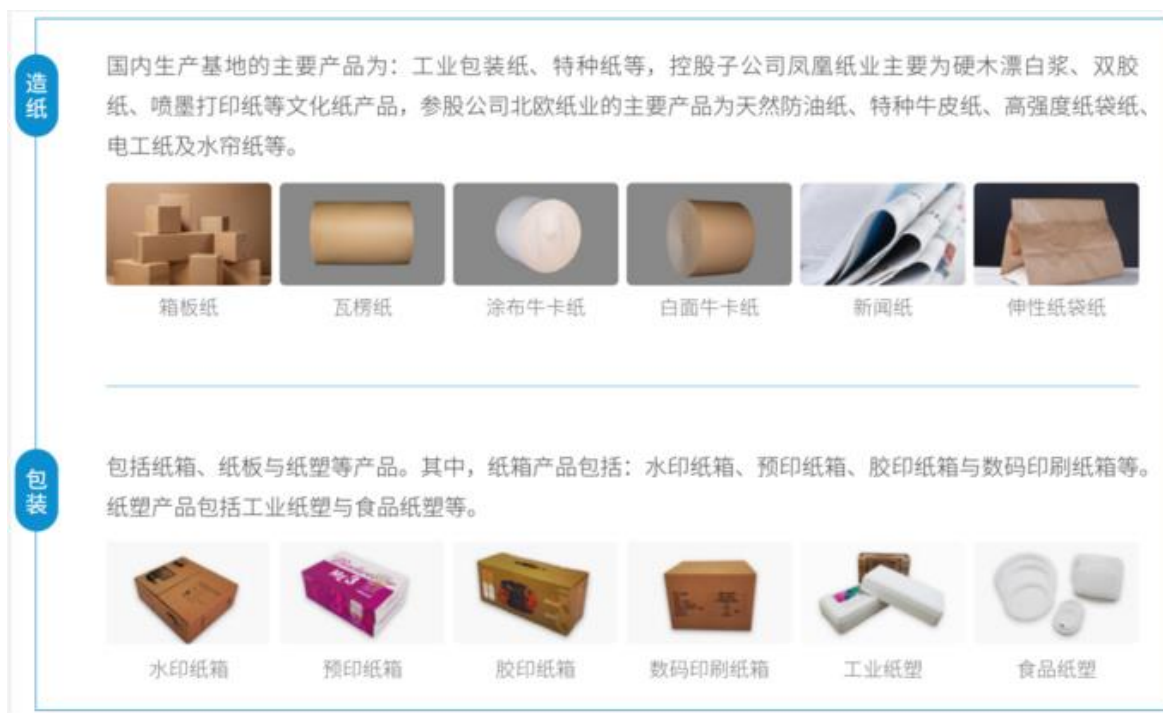 造纸
国内生产基地的主要产品为：工业包装纸、特种纸等，控股子公司凤凰纸业主要为硬木漂白浆、双胶
纸、喷墨打印纸等文化纸产品，参股公司北欧纸业的主要产品为天然防油纸、特种牛皮纸、高强度纸袋纸、
电工纸及水帘纸等。
箱板纸 瓦楞纸 涂布牛卡纸 白面牛卡纸 新闻纸 伸性纸袋纸
包装
包括纸箱、纸板与纸塑等产品。其中，纸箱产品包括：水印纸箱、预印纸箱、胶印纸箱与数码印刷纸箱等。
纸塑产品包括工业纸塑与食品纸塑等。
水印纸箱 预印纸箱 胶印纸箱 数码印刷纸箱 工业纸塑 食品纸塑